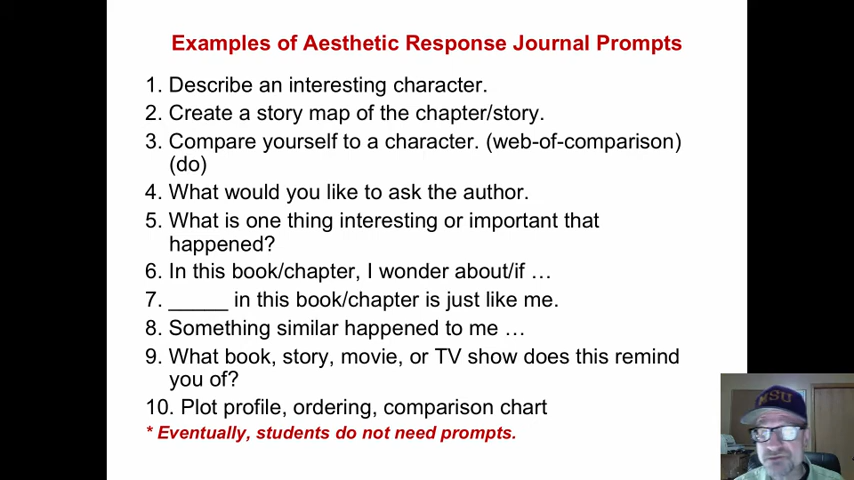 Examples of Aesthetic Response Journal Prompts
1. Describe an interesting character.
2. Create a story map of the chapter/story.
3. Compare yourself to a character. (web-of-comparison)
(do)
4. What would you like to ask the author.
5. What is one thing interesting or important that
happened?
6. In this book/chapter, I wonder about/if …
7. _____ in this book/chapter is just like me.
8. Something similar happened to me …
9. What book, story, movie, or TV show does this remind
you of?
10. Plot profile, ordering, comparison chart
* Eventually, students do not need prompts.
MSU